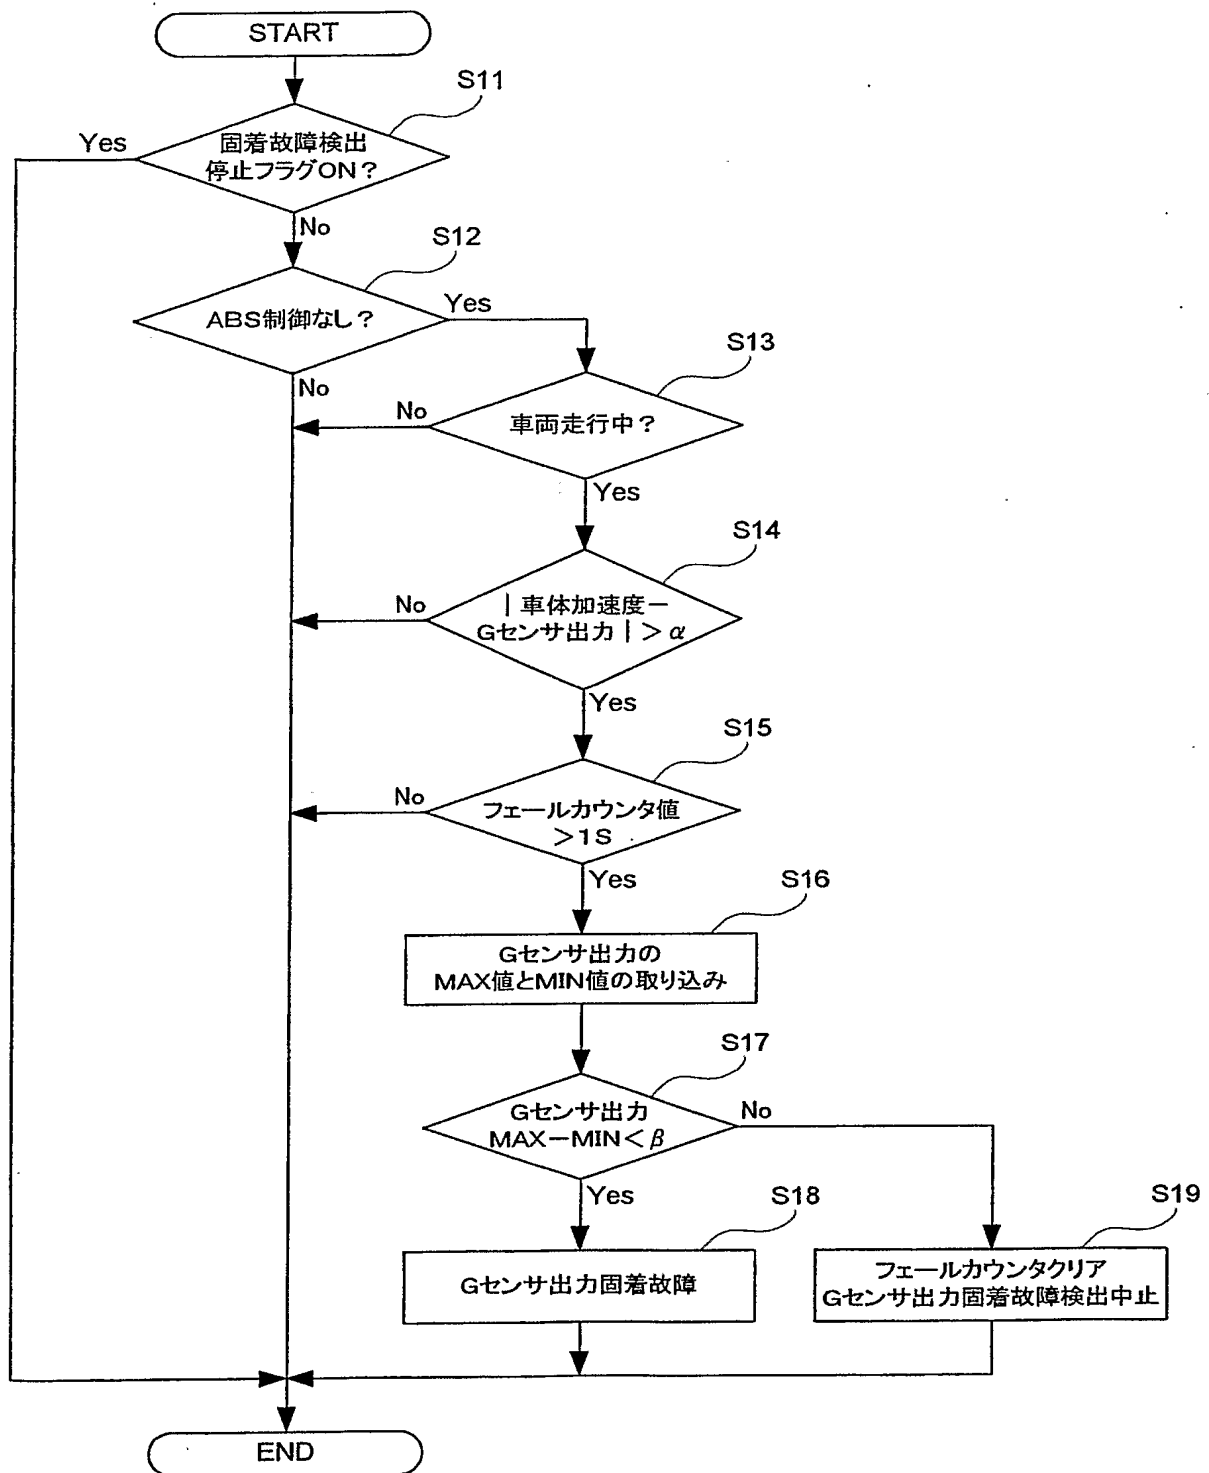 START
S11
固着故障検出
停止フラグON？
Yes
No
S12
ABS制御なし？
Yes
No
S13
車両走行中？
No
Yes
S14
｜車体加速度－
Gセンサ出力｜＞α
No
Yes
S15
フェールカウンタ値
＞1S
No
Yes
S16
Gセンサ出力の
MAX値とMIN値の取り込み
S17
Gセンサ出力
MAX－MIN＜β
No
Yes
S18
Gセンサ出力固着故障
S19
フェールカウンタクリア
Gセンサ出力固着故障検出中止
END